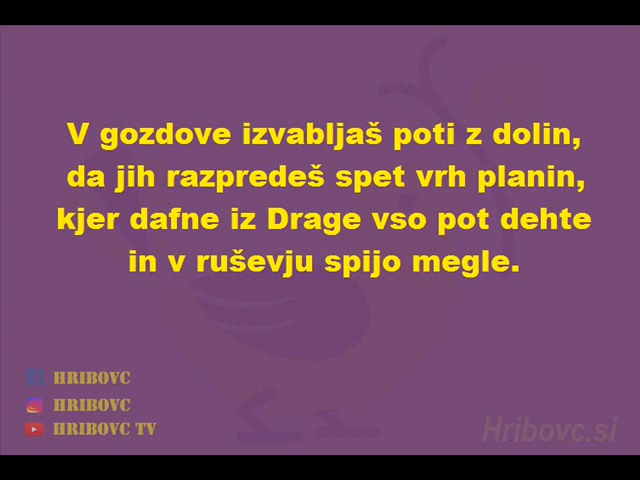 V gozdove izvabljaš poti z dolin,
da jih razpredeš spet vrh planin,
kjer dafne iz Drage vso pot dehte
in v ruševju spijo megle.
HRIBOVC
HRIBOVC
HRIBOVC TV
Hribovc.si